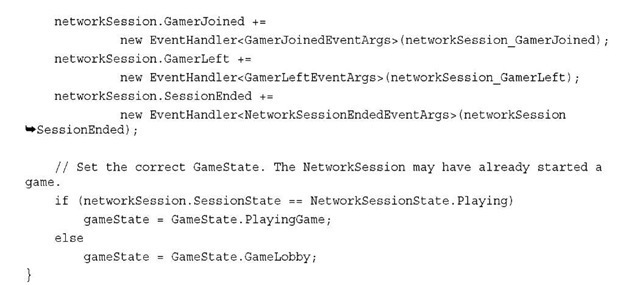 networkSession.GamerJoined +=
new EventHandler<GamerJoinedEventArgs>(networkSession_GamerJoined);
networkSession.GamerLeft +=
new EventHandler<GamerLeftEventArgs>(networkSession_GamerLeft);
networkSession.SessionEnded +=
new EventHandler<NetworkSessionEndedEventArgs>(networkSession
➥SessionEnded);
// Set the correct GameState. The NetworkSession may have already started a
game.
if (networkSession.SessionState == NetworkSessionState.Playing)
gameState = GameState.PlayingGame;
else
gameState = GameState.GameLobby;
}